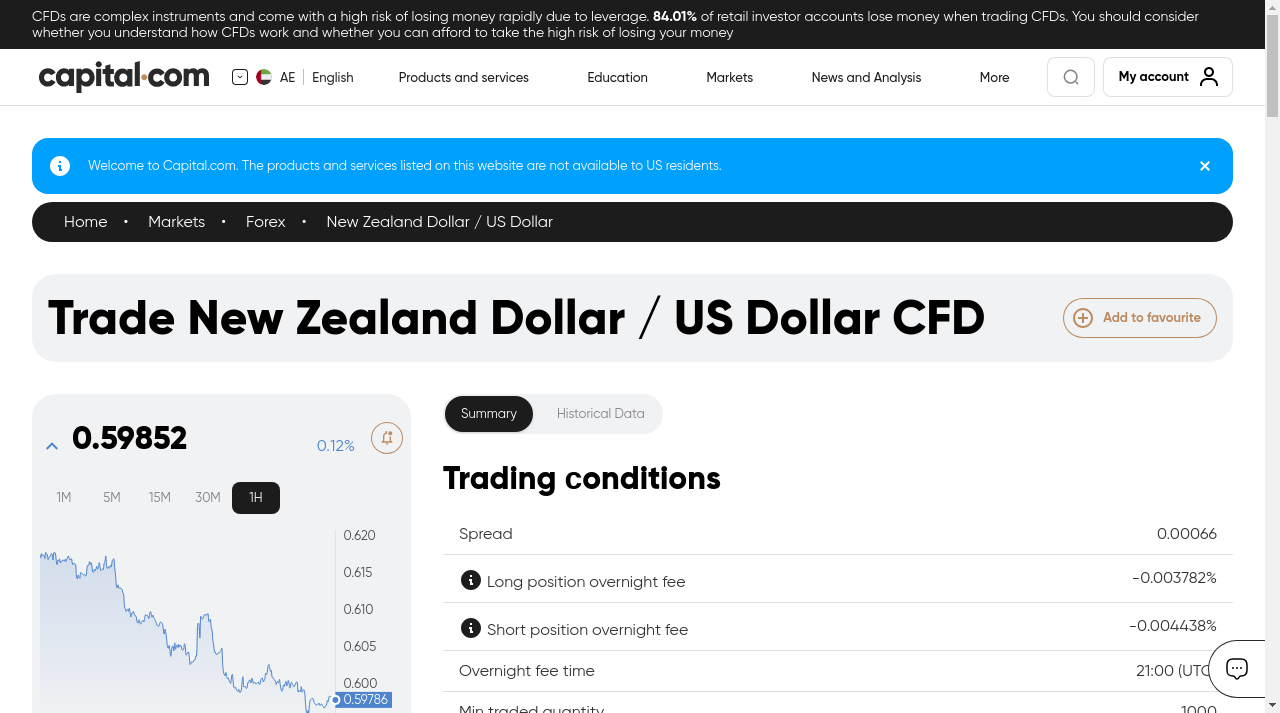 CFDs are complex instruments and come with a high risk of losing money rapidly due to leverage. 84.01% of retail investor accounts lose money when trading CFDs. You should consider
whether you understand how CFDs work and whether you can afford to take the high risk of losing your money
capital.com
AE English
Products and services
Education
Markets
News and Analysis
More
My account
Welcome to Capital.com. The products and services listed on this website are not available to US residents.
Home • Markets • Forex • New Zealand Dollar / US Dollar
Trade New Zealand Dollar / US Dollar CFD
Add to favourite
0.59852
0.12%
1M 5M 15M 30M 1H
0.620
0.615
0.610
0.605
0.600
0.59786
Summary
Historical Data
Trading conditions
Spread 0.00066
Long position overnight fee -0.003782%
Short position overnight fee -0.004438%
Overnight fee time 21:00 (UTC
Min traded quantity 1000